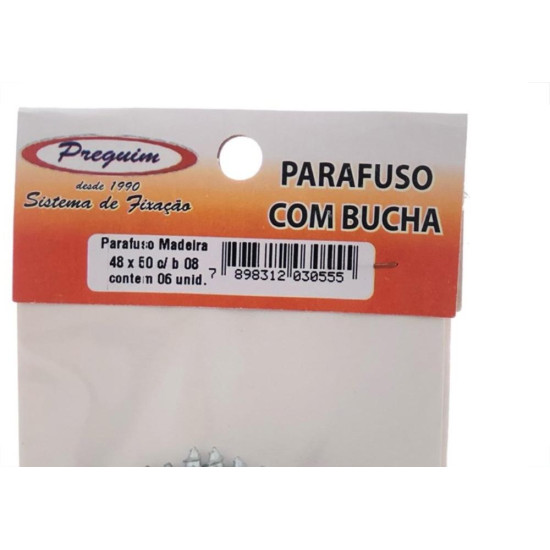 Preguim
desde 1990
Sistema de Fixação
PARAFUSO
COM BUCHA
Parafuso Madeira
48 x 50 c/ b 08
contem 06 unid.
7 898312 030555